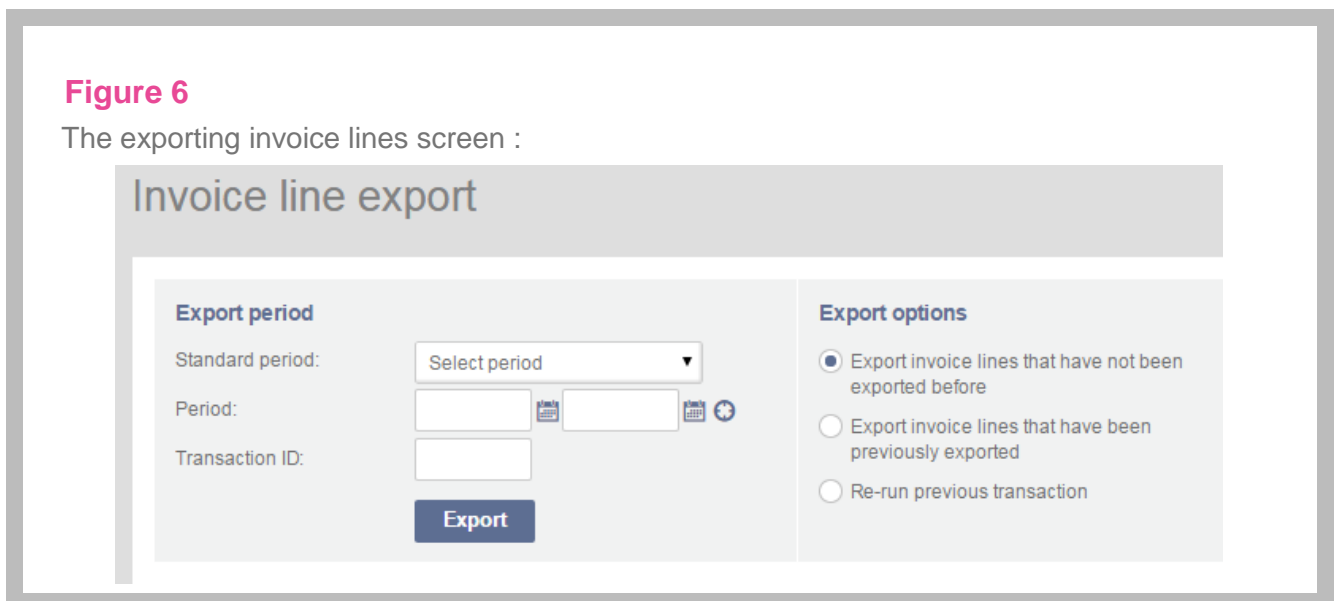 Figure 6
The exporting invoice lines screen :
Invoice line export
Export period
Standard period:
Select period
Period:
Transaction ID:
Export
Export options
Export invoice lines that have not been
exported before
Export invoice lines that have been
previously exported
Re-run previous transaction